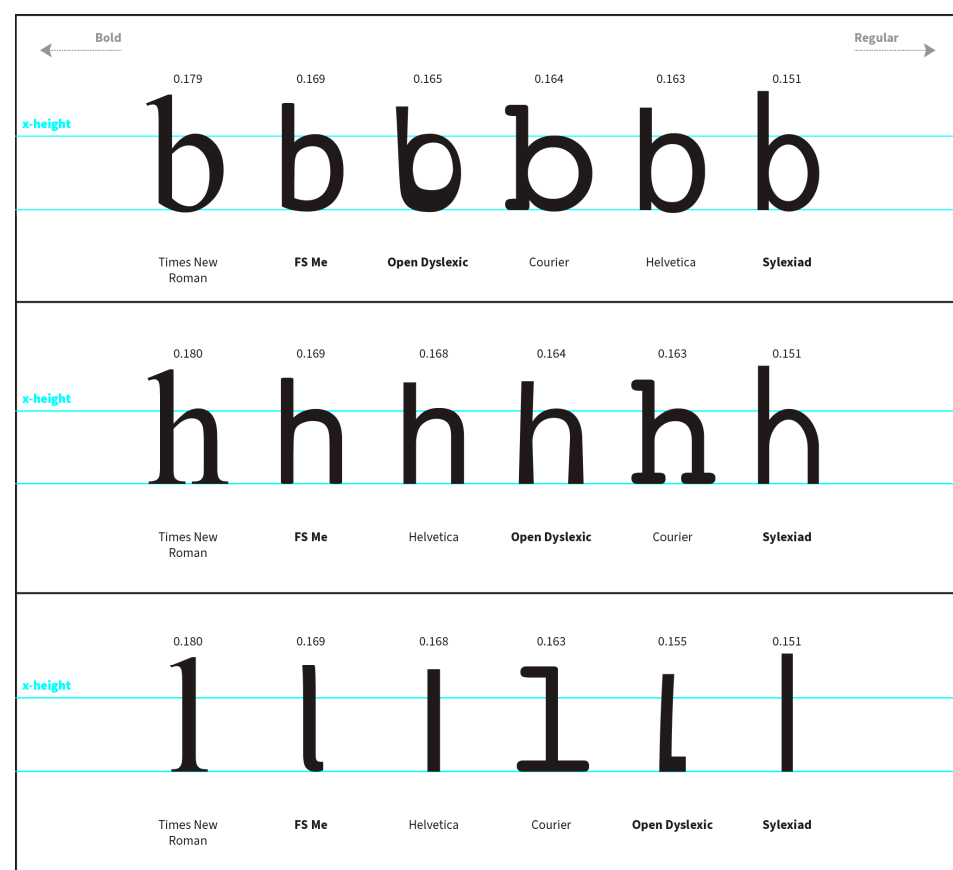 Bold Regular
0.179 0.169 0.165 0.164 0.163 0.151
x-height
b b b b b b
Times New FS Me Open Dyslexic Courier Helvetica Sylexiad
Roman
0.180 0.169 0.168 0.164 0.163 0.151
x-height
h h h h h h
Times New FS Me Helvetica Open Dyslexic Courier Sylexiad
Roman
0.180 0.169 0.168 0.163 0.155 0.151
x-height
l l l l l l
Times New FS Me Helvetica Courier Open Dyslexic Sylexiad
Roman